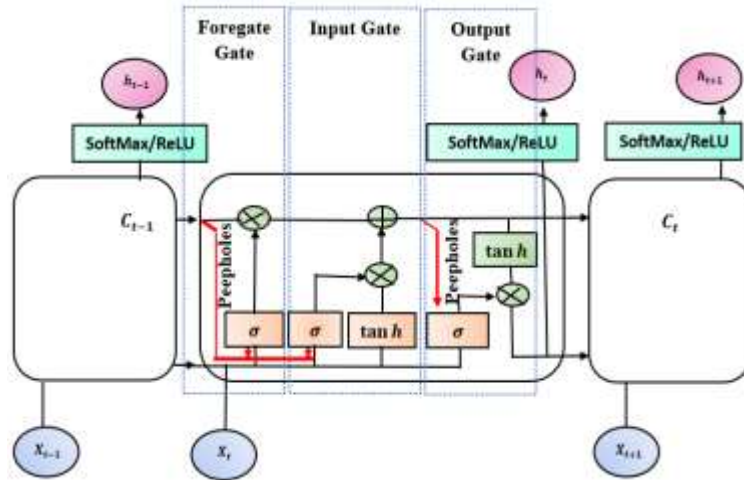 Foregate
Gate
Input Gate
Output
Gate
h_{t-1}
h_t
h_{t+1}
SoftMax/ReLU
SoftMax/ReLU
SoftMax/ReLU
C_{t-1}
Peepholes
Peepholes
C_t
tan h
σ
σ
tan h
σ
X_{t-1}
X_t
X_{t+1}